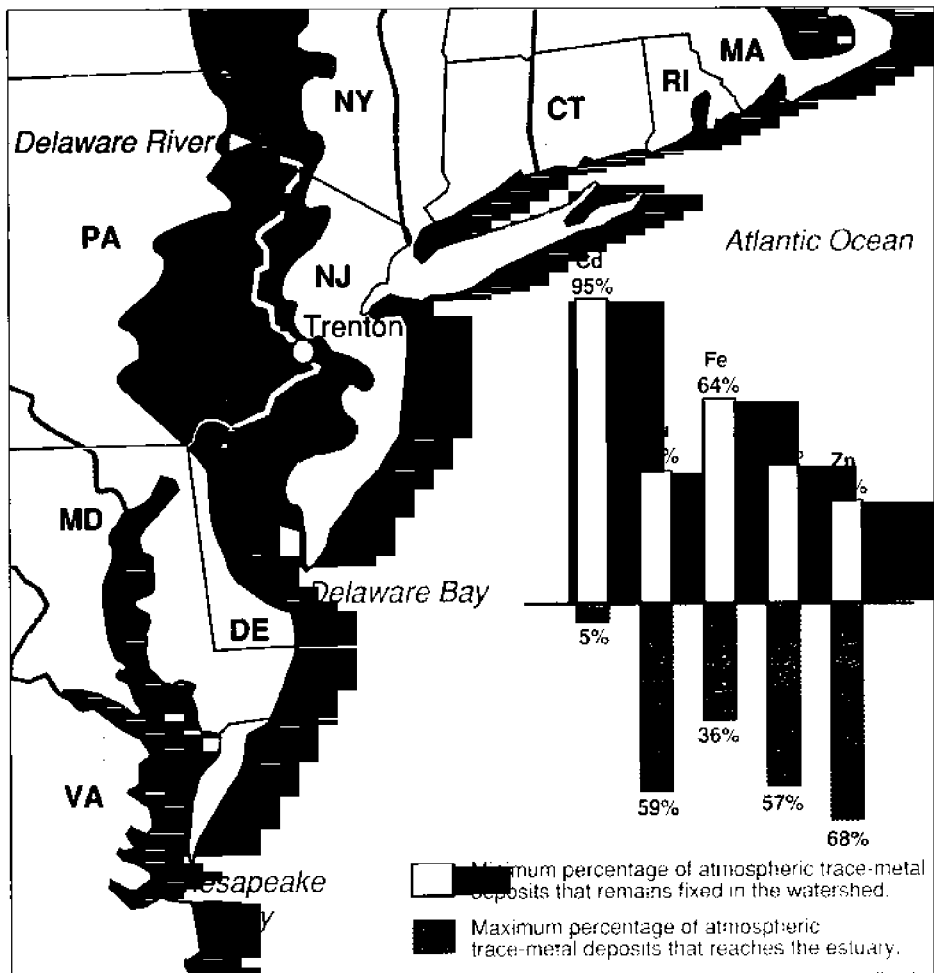 MA
RI
NY
CT
Delaware River
PA
Atlantic Ocean
NJ
Cd
95%
Trenton
Fe
64%
Zn
MD
Delaware Bay
DE
5%
36%
VA
59%
57%
68%
Minimum percentage of atmospheric trace-metal
deposits that remains fixed in the watershed.
Maximum percentage of atmospheric
trace-metal deposits that reaches the estuary.